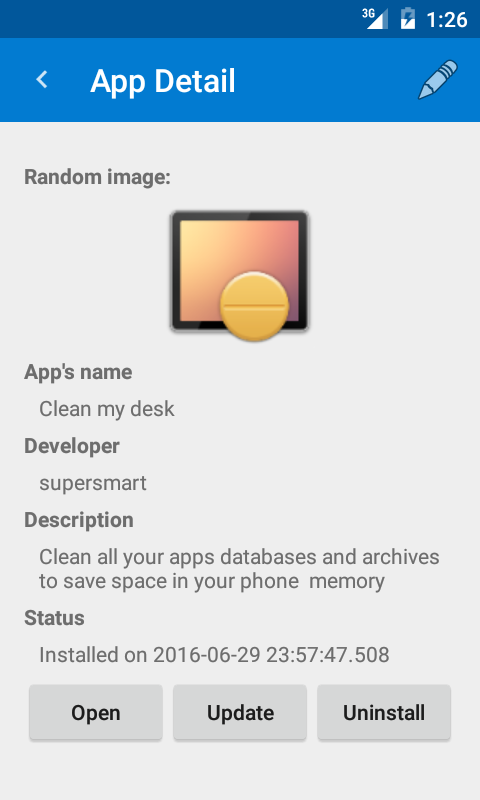 3G 1:26
App Detail
Random image:
App's name
Clean my desk
Developer
supersmart
Description
Clean all your apps databases and archives
to save space in your phone  memory
Status
Installed on 2016-06-29 23:57:47.508
Open Update Uninstall